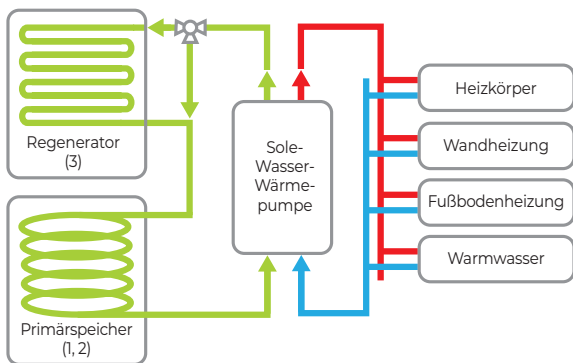 Regenerator
(3)
Primärspeicher
(1, 2)
Sole-
Wasser-
Wärme-
pumpe
Heizkörper
Wandheizung
Fußbodenheizung
Warmwasser